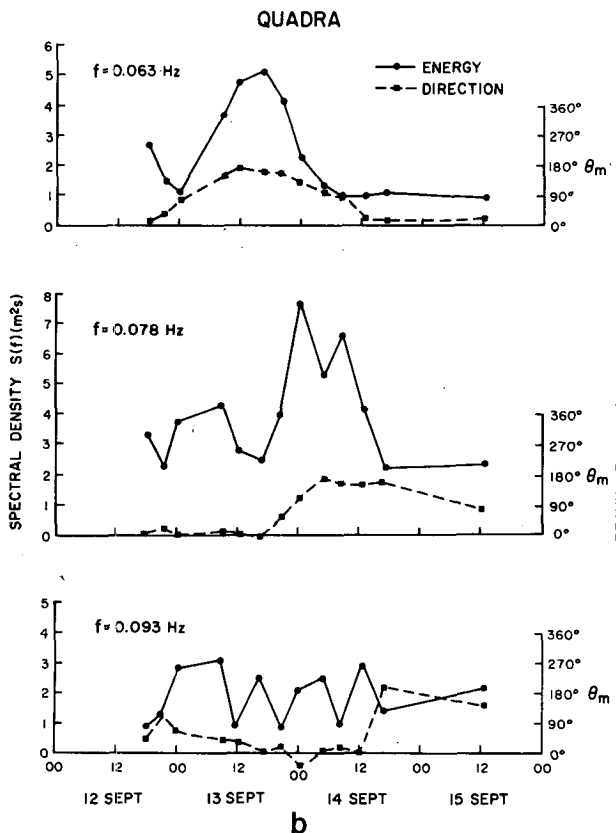 QUADRA
f = 0.063 Hz
ENERGY
DIRECTION
6
5
4
3
2
1
0
360°
270°
180° θm
90°
0°
SPECTRAL DENSITY S(f) (m²s)
f = 0.078 Hz
8
7
6
5
4
3
2
1
0
360°
270°
180° θm
90°
0°
f = 0.093 Hz
5
4
3
2
1
0
360°
270°
180° θm
90°
0°
00 12 00 12 00 12 00 12 00
12 SEPT 13 SEPT 14 SEPT 15 SEPT
b